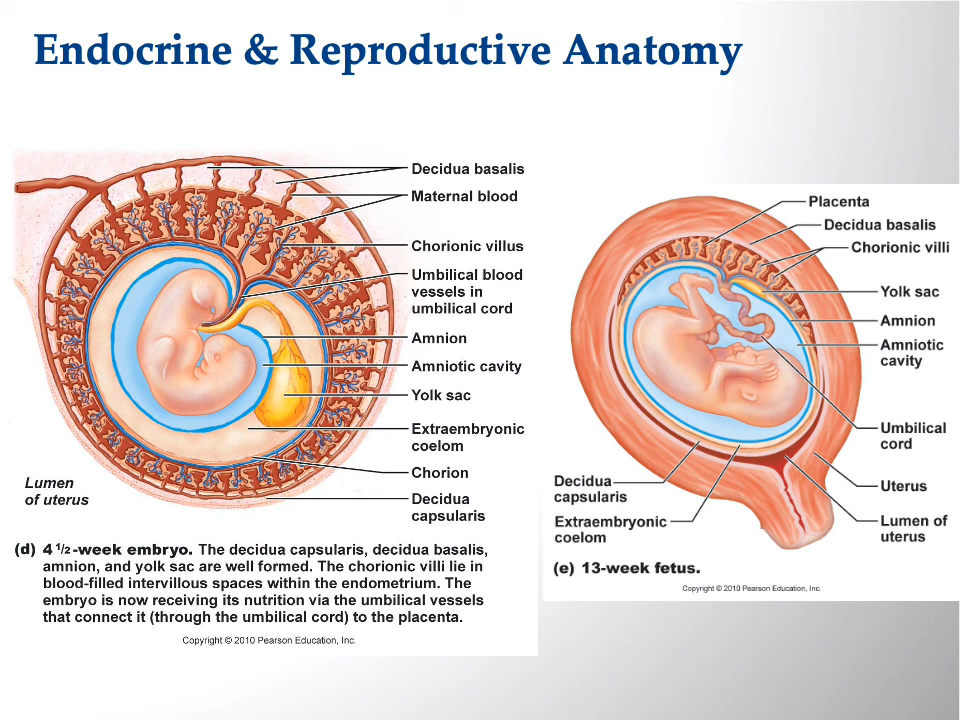 Endocrine & Reproductive Anatomy
Decidua basalis
Maternal blood
Chorionic villus
Umbilical blood
vessels in
umbilical cord
Amnion
Amniotic cavity
Yolk sac
Extraembryonic
coelom
Chorion
Decidua
capsularis
Lumen
of uterus
(d) 4 1/2-week embryo. The decidua capsularis, decidua basalis,
amnion, and yolk sac are well formed. The chorionic villi lie in
blood-filled intervillous spaces within the endometrium. The
embryo is now receiving its nutrition via the umbilical vessels
that connect it (through the umbilical cord) to the placenta.
Copyright © 2010 Pearson Education, Inc.
Placenta
Decidua basalis
Chorionic villi
Yolk sac
Amnion
Amniotic
cavity
Umbilical
cord
Uterus
Lumen of
uterus
Decidua
capsularis
Extraembryonic
coelom
(e) 13-week fetus.
Copyright © 2010 Pearson Education, Inc.